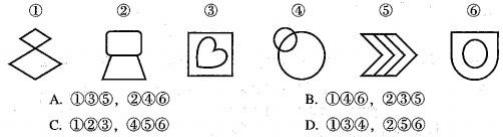 ① ② ③ ④ ⑤ ⑥
A. ①③⑤，②④⑥ B. ①④⑥，②③⑤
C. ①②③，④⑤⑥ D. ①③④，②⑤⑥